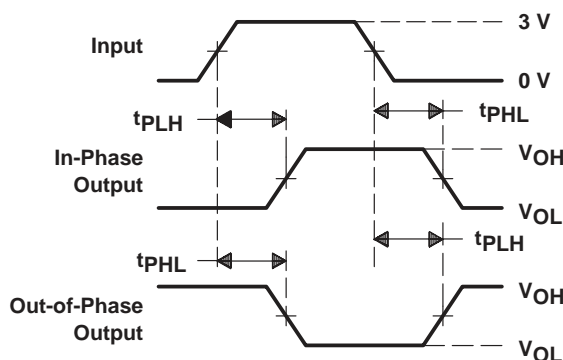 3 V
Input
0 V
tPLH
tPHL
In-Phase
Output
VOH
VOL
tPHL
tPLH
Out-of-Phase
Output
VOH
VOL